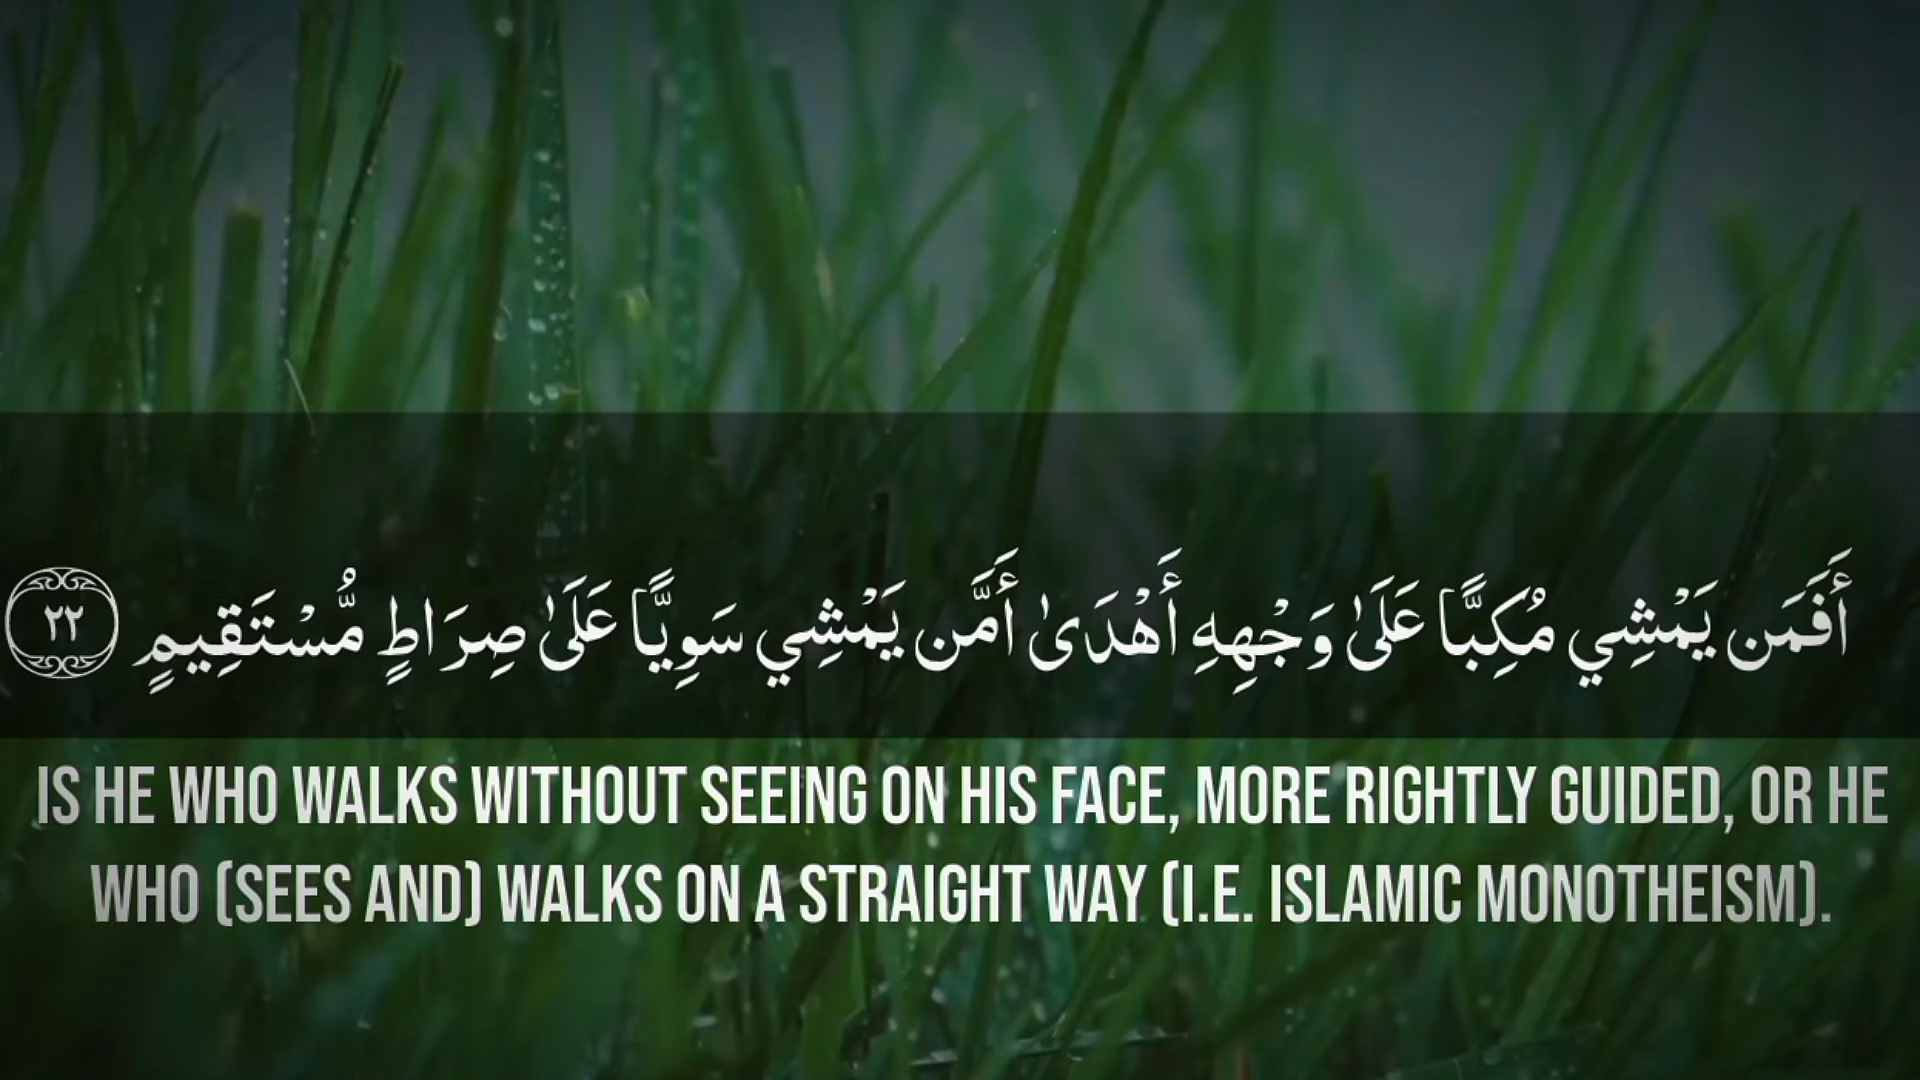 أَفَمَن يَمْشِي مُكِبًّا عَلَىٰ وَجْهِهِ أَهْدَىٰ أَمَّن يَمْشِي سَوِيًّا عَلَىٰ صِرَاطٍ مُّسْتَقِيمٍ ٢٢
IS HE WHO WALKS WITHOUT SEEING ON HIS FACE, MORE RIGHTLY GUIDED, OR HE
WHO (SEES AND) WALKS ON A STRAIGHT WAY (I.E. ISLAMIC MONOTHEISM).